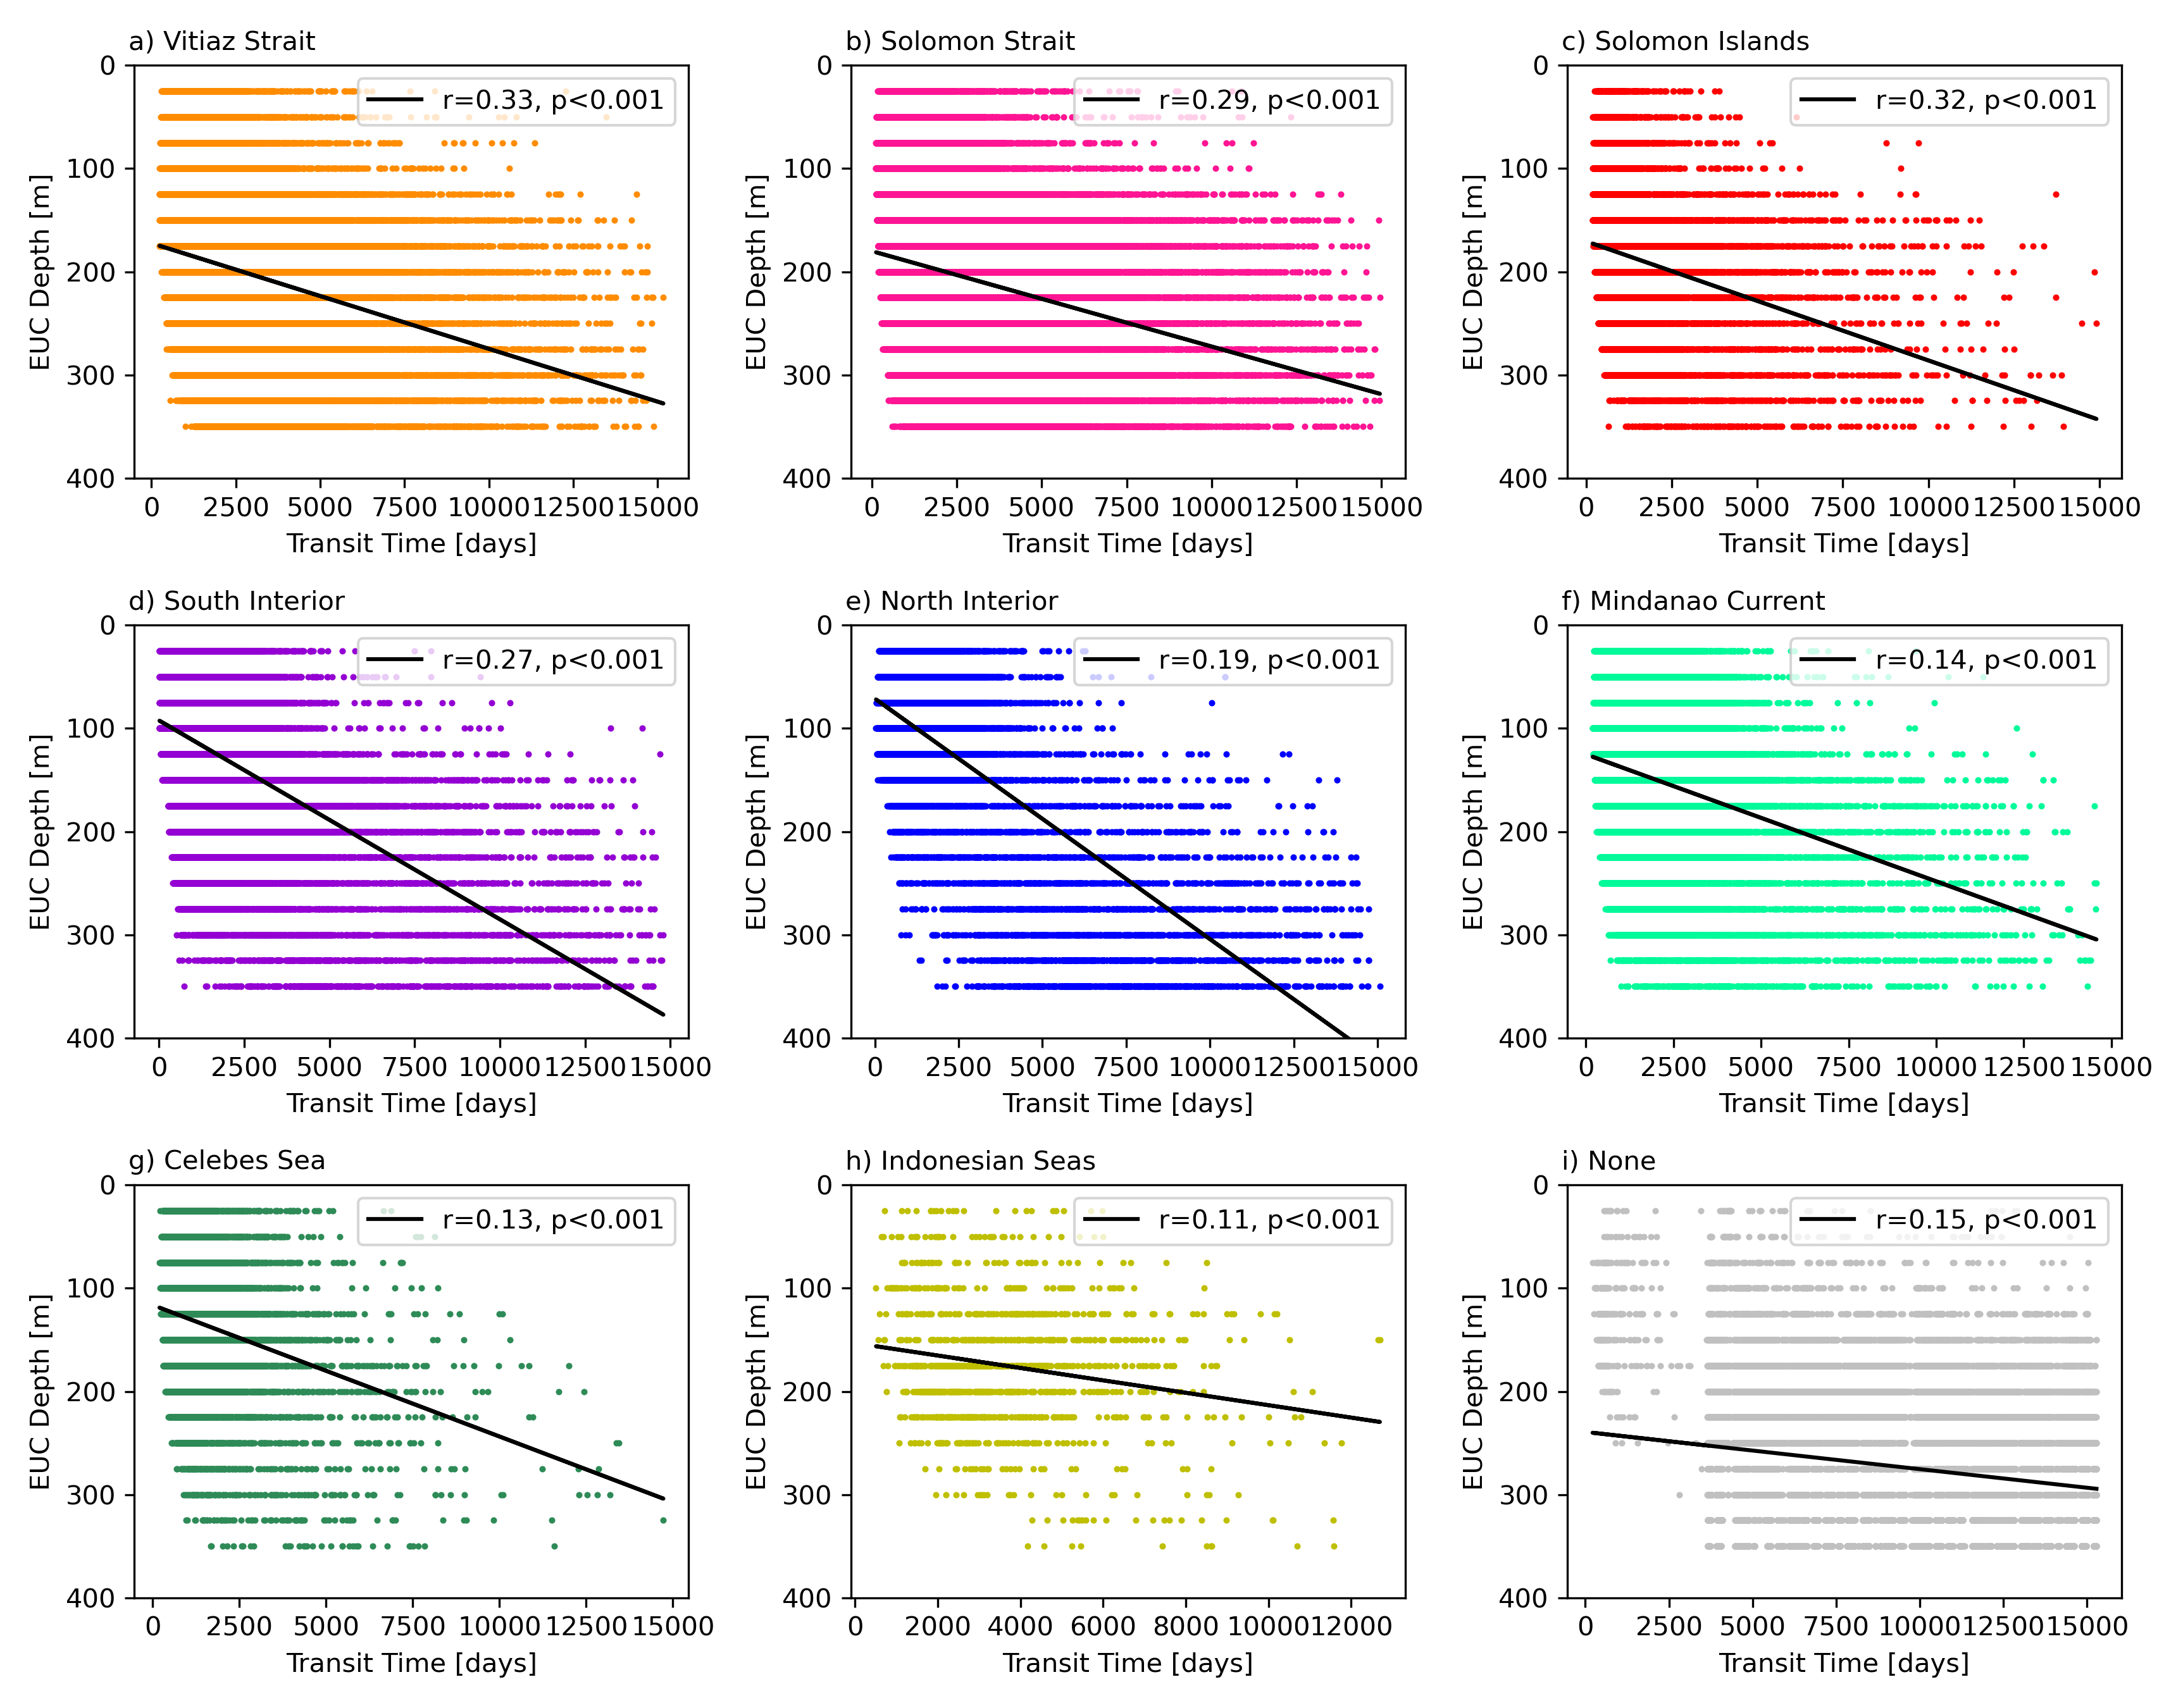 a) Vitiaz Strait
r=0.33, p<0.001
0
100
200
300
400
EUC Depth [m]
0 2500 5000 7500 10000 12500 15000
Transit Time [days]
b) Solomon Strait
r=0.29, p<0.001
0
100
200
300
400
EUC Depth [m]
0 2500 5000 7500 10000 12500 15000
Transit Time [days]
c) Solomon Islands
r=0.32, p<0.001
0
100
200
300
400
EUC Depth [m]
0 2500 5000 7500 10000 12500 15000
Transit Time [days]
d) South Interior
r=0.27, p<0.001
0
100
200
300
400
EUC Depth [m]
0 2500 5000 7500 10000 12500 15000
Transit Time [days]
e) North Interior
r=0.19, p<0.001
0
100
200
300
400
EUC Depth [m]
0 2500 5000 7500 10000 12500 15000
Transit Time [days]
f) Mindanao Current
r=0.14, p<0.001
0
100
200
300
400
EUC Depth [m]
0 2500 5000 7500 10000 12500 15000
Transit Time [days]
g) Celebes Sea
r=0.13, p<0.001
0
100
200
300
400
EUC Depth [m]
0 2500 5000 7500 10000 12500 15000
Transit Time [days]
h) Indonesian Seas
r=0.11, p<0.001
0
100
200
300
400
EUC Depth [m]
0 2000 4000 6000 8000 10000 12000
Transit Time [days]
i) None
r=0.15, p<0.001
0
100
200
300
400
EUC Depth [m]
0 2500 5000 7500 10000 12500 15000
Transit Time [days]